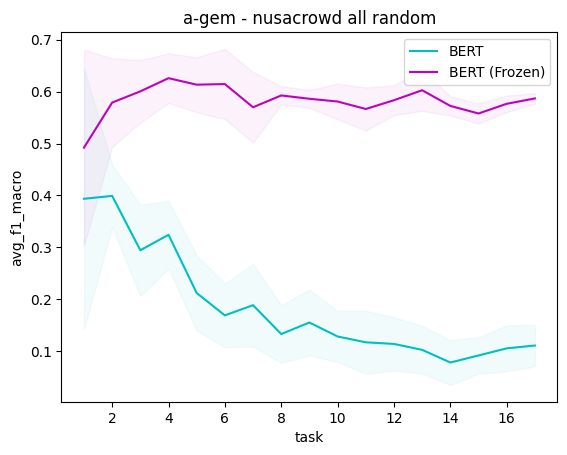 a-gem - nusacrowd all random
BERT
BERT (Frozen)
avg_f1_macro
0.7
0.6
0.5
0.4
0.3
0.2
0.1
2 4 6 8 10 12 14 16
task